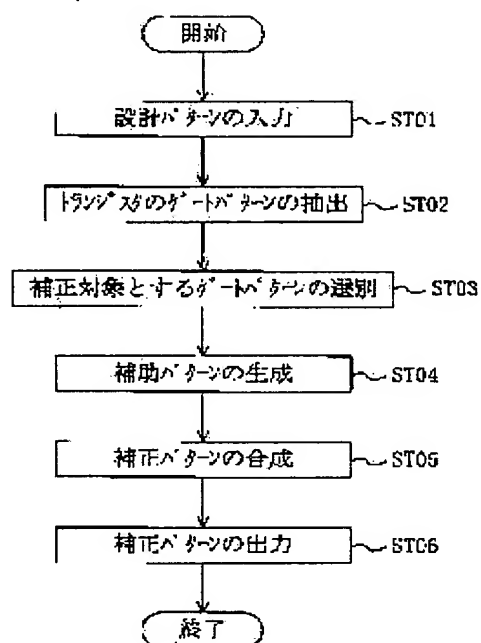 開始
設計パターンの入力 ST01
トランジスタのゲートパターンの抽出 ST02
補正対象とするゲートパターンの選別 ST03
補助パターンの生成 ST04
補正パターンの合成 ST05
補正パターンの出力 ST06
終了